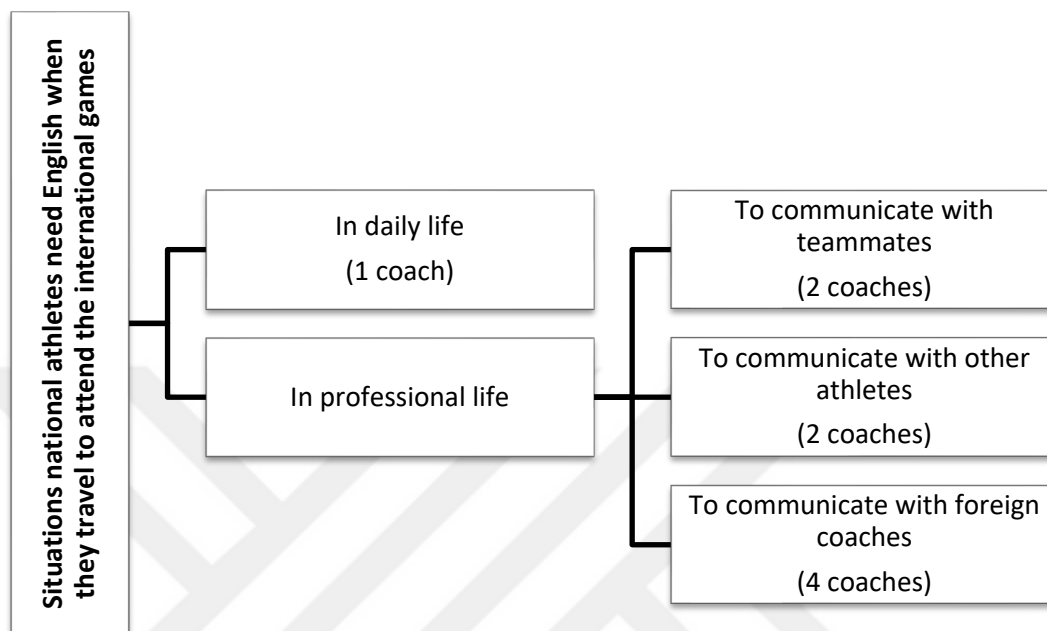 Situations national athletes need English when
they travel to attend the international games
In daily life
(1 coach)
In professional life
To communicate with
teammates
(2 coaches)
To communicate with other
athletes
(2 coaches)
To communicate with foreign
coaches
(4 coaches)